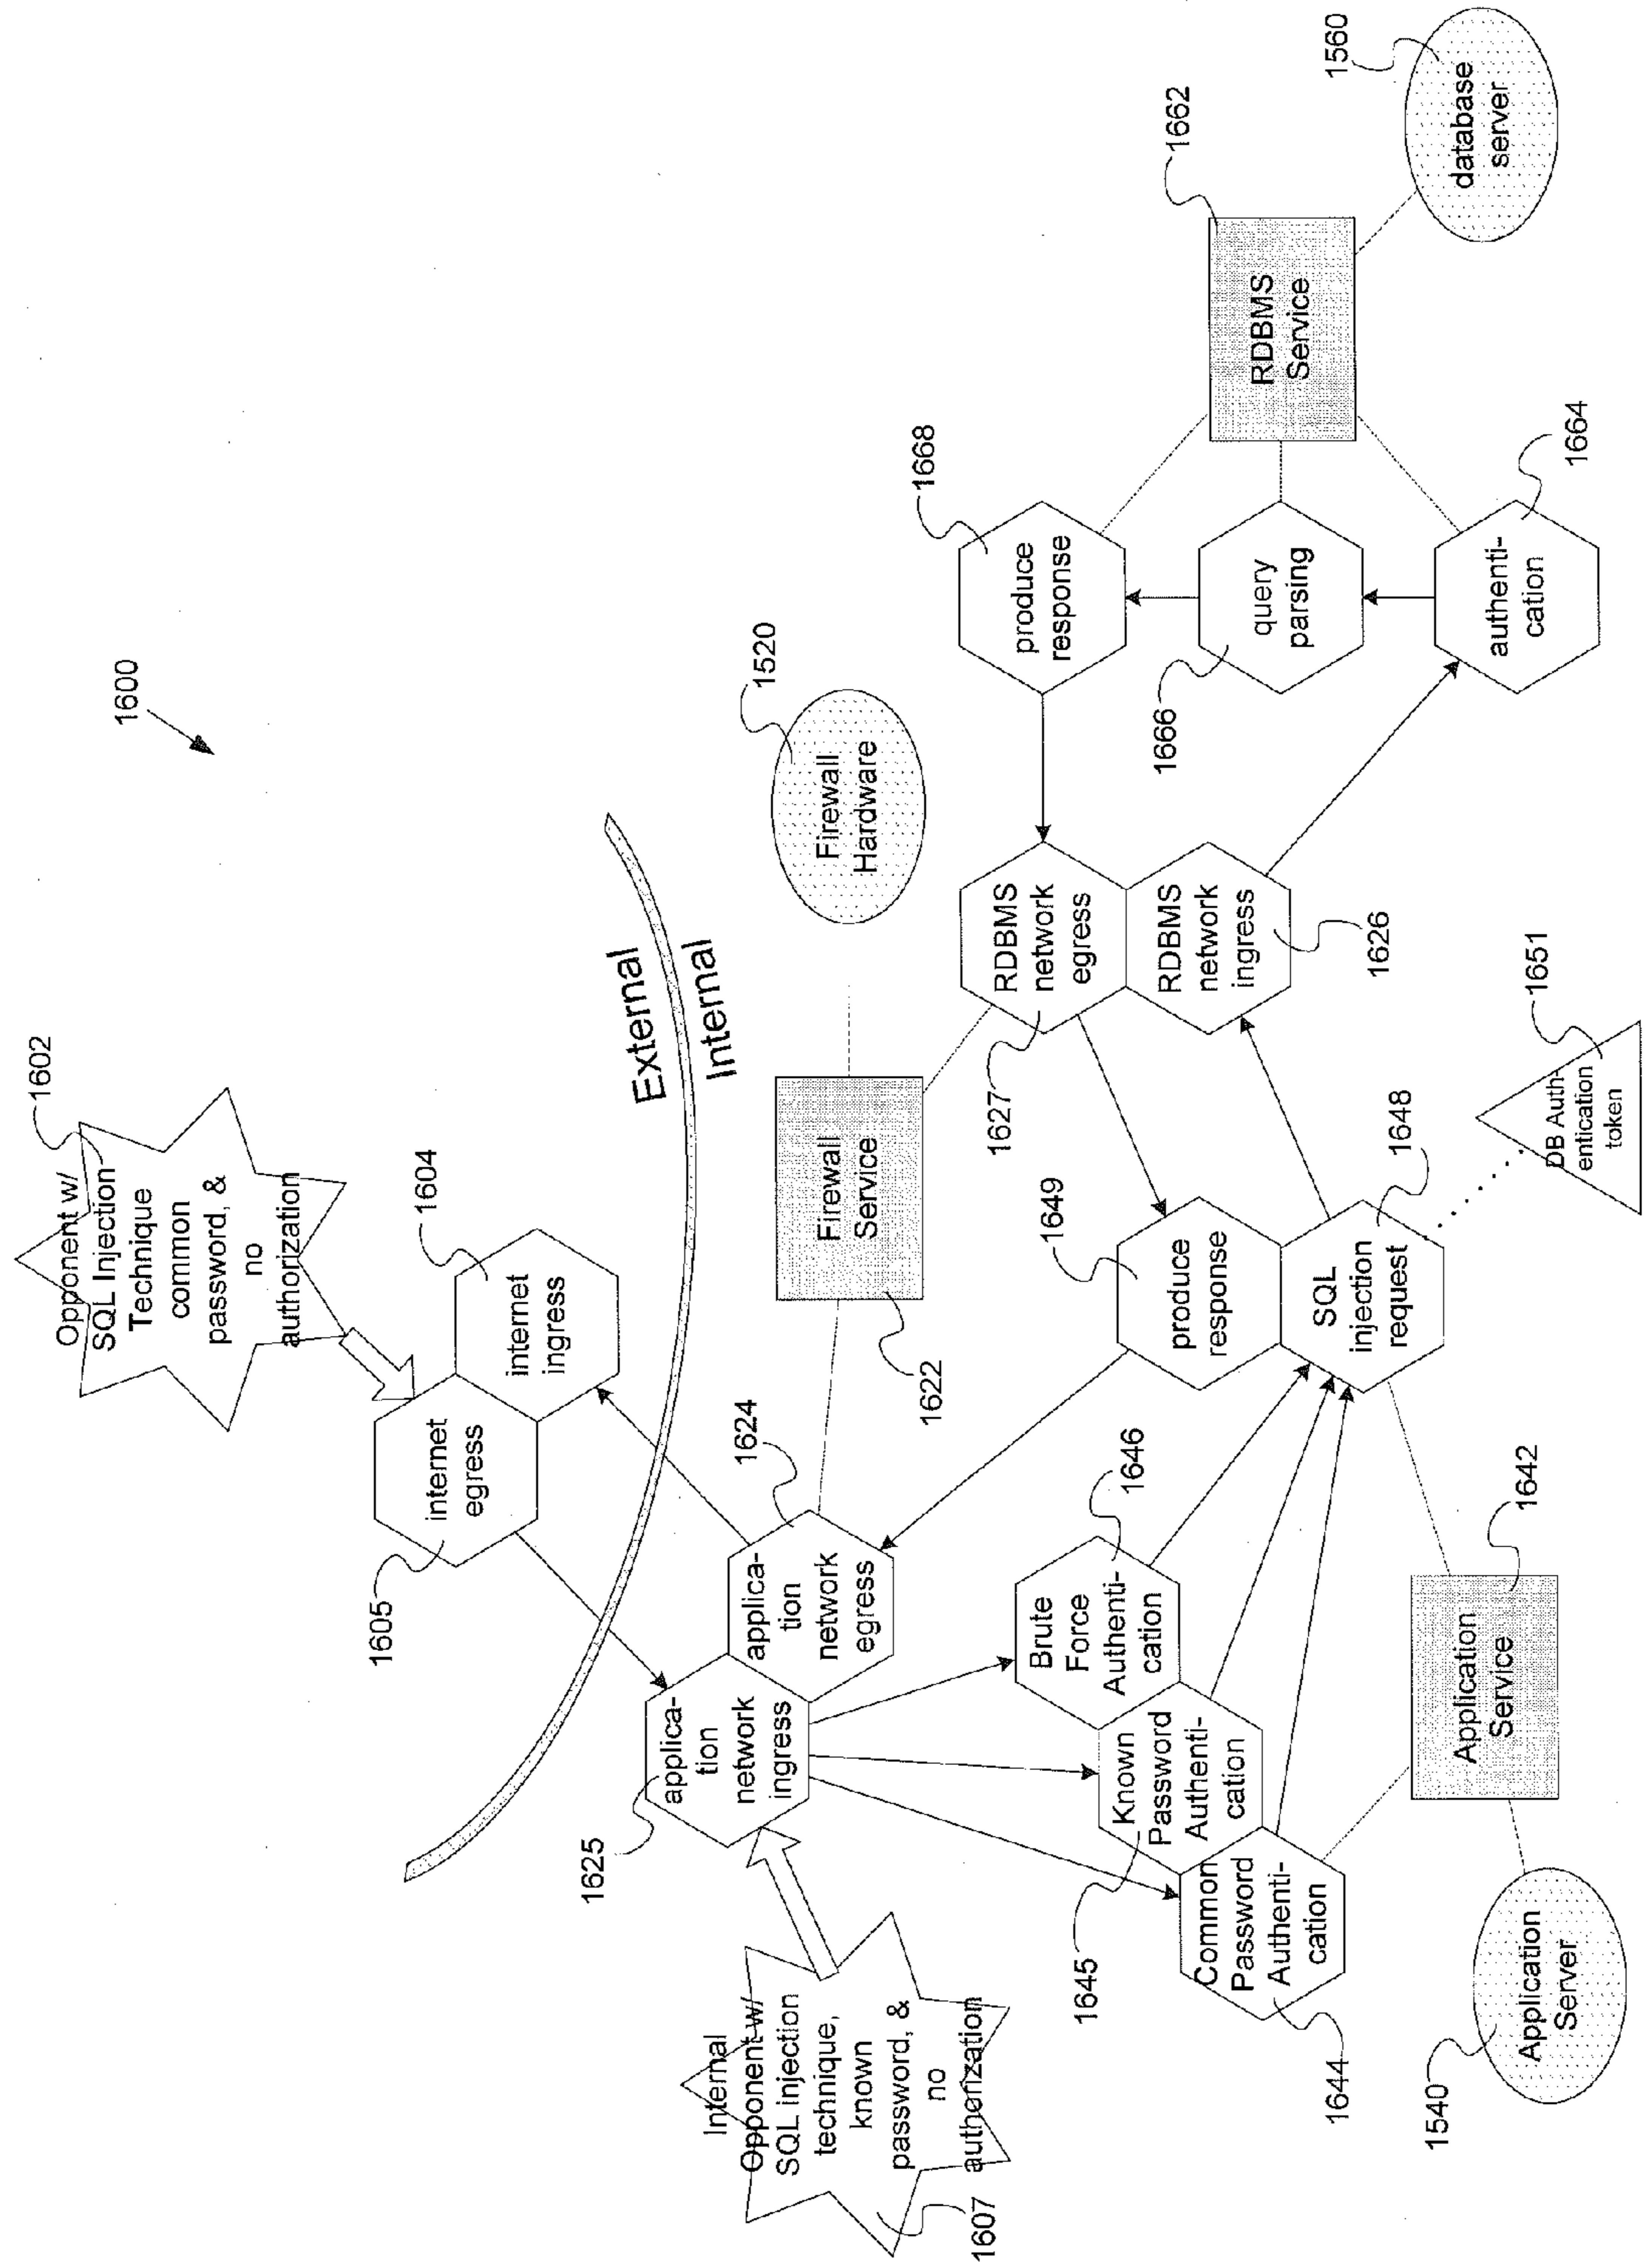 1600
1602
Opponent w/
SQL Injection
Technique
common
password, &
no
authorization
1604
internet
ingress
internet
egress
1605
External
Internal
1520
Firewall
Hardware
Firewall
Service
1622
1624
applica-
tion
network
egress
applica-
tion
network
ingress
1625
Internal
Opponent w/
SQL injection
technique,
known
password, &
no
authorization
1607
1646
Brute
Force
Authenti-
cation
Known
Password
Authenti-
cation
1645
Common
Password
Authenti-
cation
1644
1642
Application
Service
1540
Application
Server
1649
produce
response
SQL
injection
request
1648
DB Auth-
entication
token
1651
RDBMS
network
egress
1627
RDBMS
network
ingress
1626
1668
produce
response
query
parsing
1666
authenti-
cation
1664
1662
RDBMS
Service
1560
database
server